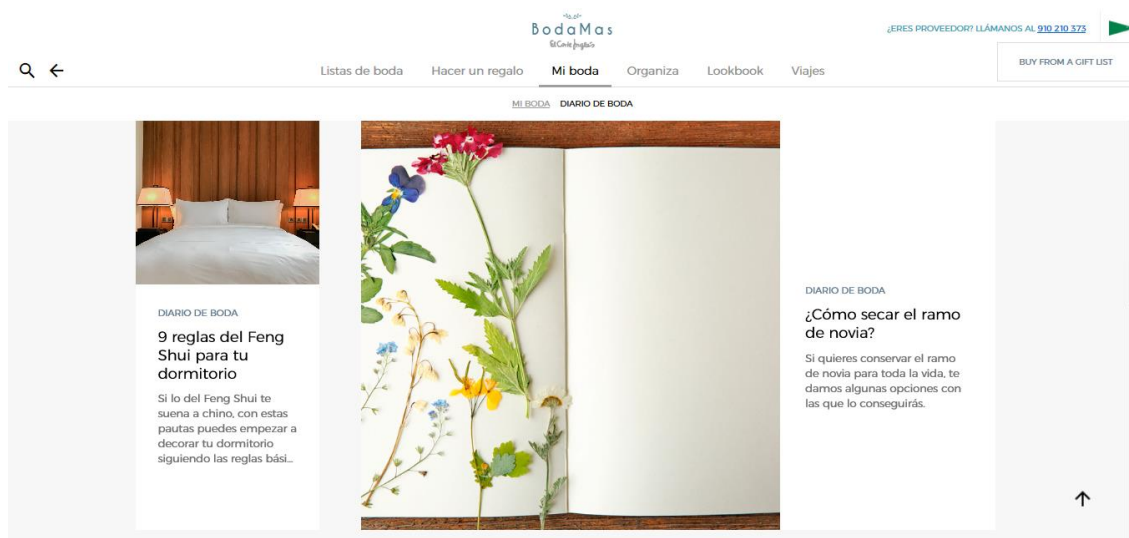 BodaMas
El Corte Inglés
¿ERES PROVEEDOR? LLÁMANOS AL 910 210 373
BUY FROM A GIFT LIST
Listas de boda Hacer un regalo Mi boda Organiza Lookbook Viajes
MI BODA DIARIO DE BODA
DIARIO DE BODA
9 reglas del Feng
Shui para tu
dormitorio
Si lo del Feng Shui te
suena a chino, con estas
pautas puedes empezar a
decorar tu dormitorio
siguiendo las reglas bási...
DIARIO DE BODA
¿Cómo secar el ramo
de novia?
Si quieres conservar el ramo
de novia para toda la vida, te
damos algunas opciones con
las que lo conseguirás.